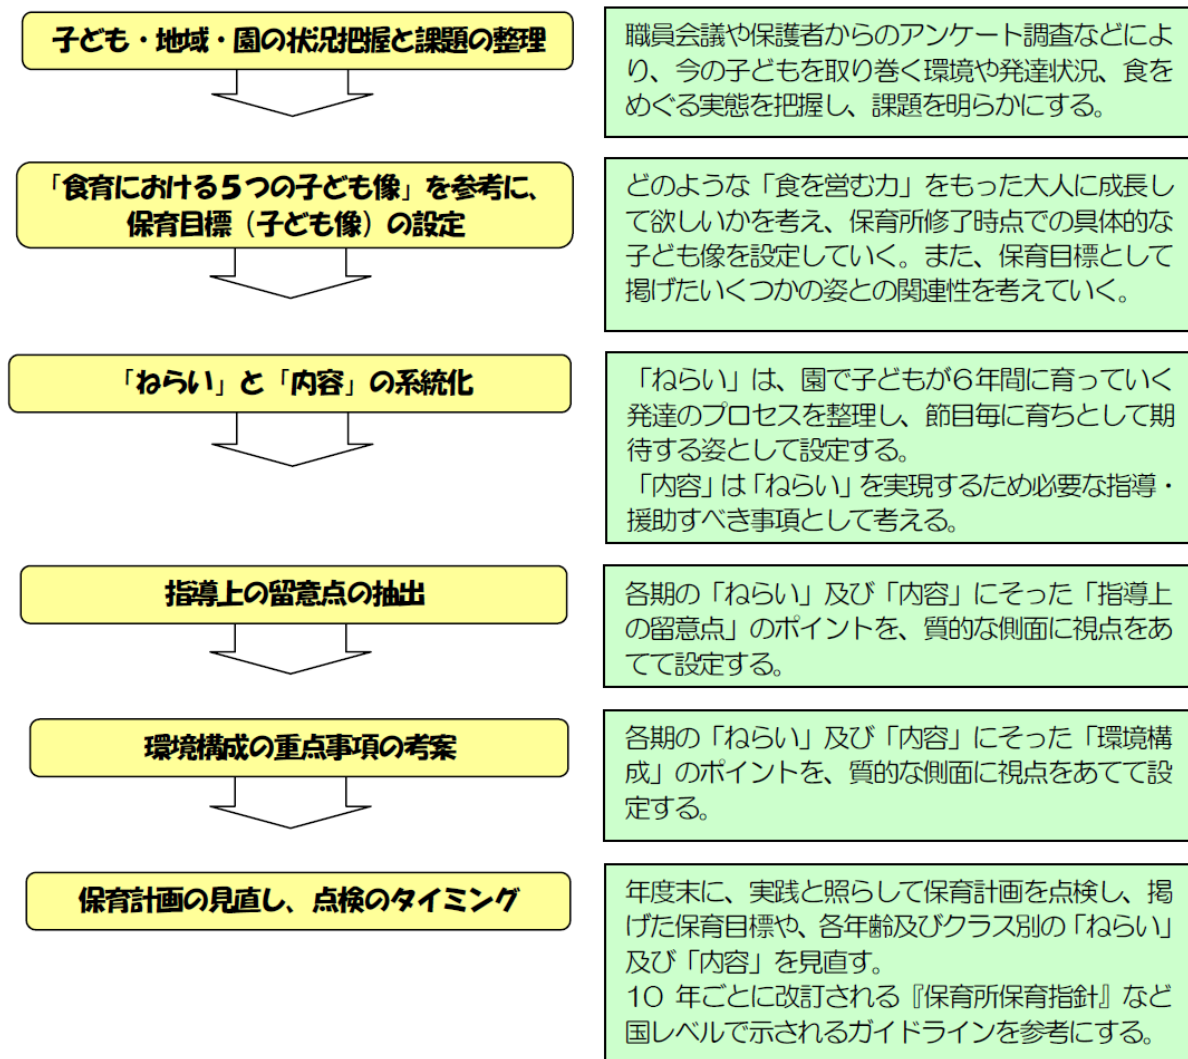 子ども・地域・園の状況把握と課題の整理
職員会議や保護者からのアンケート調査などによ
り、今の子どもを取り巻く環境や発達状況、食を
めぐる実態を把握し、課題を明らかにする。
「食育における５つの子ども像」を参考に、
保育目標（子ども像）の設定
どのような「食を営む力」をもった大人に成長し
て欲しいかを考え、保育所修了時点での具体的な
子ども像を設定していく。また、保育目標として
掲げたいくつかの姿との関連性を考えていく。
「ねらい」と「内容」の系統化
「ねらい」は、園で子どもが６年間に育っていく
発達のプロセスを整理し、節目毎に育ちとして期
待する姿として設定する。
「内容」は「ねらい」を実現するため必要な指導・
援助すべき事項として考える。
指導上の留意点の抽出
各期の「ねらい」及び「内容」にそった「指導上
の留意点」のポイントを、質的な側面に視点をあ
てて設定する。
環境構成の重点事項の考案
各期の「ねらい」及び「内容」にそった「環境構
成」のポイントを、質的な側面に視点をあてて設
定する。
保育計画の見直し、点検のタイミング
年度末に、実践と照らして保育計画を点検し、掲
げた保育目標や、各年齢及びクラス別の「ねらい」
及び「内容」を見直す。
10 年ごとに改訂される『保育所保育指針』など
国レベルで示されるガイドラインを参考にする。